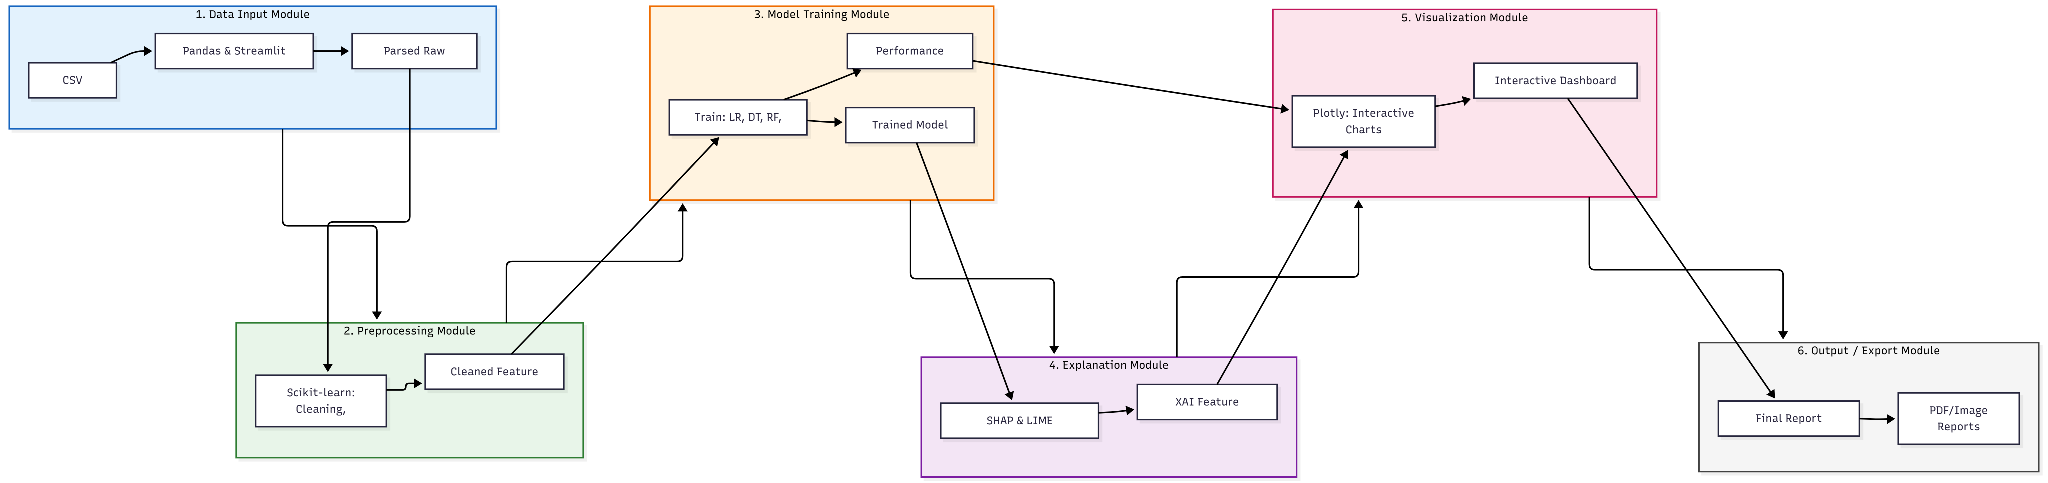 1. Data Input Module
CSV
Pandas & Streamlit
Parsed Raw
2. Preprocessing Module
Scikit-learn:
Cleaning,
Cleaned Feature
3. Model Training Module
Train: LR, DT, RF,
Performance
Trained Model
4. Explanation Module
SHAP & LIME
XAI Feature
5. Visualization Module
Plotly: Interactive
Charts
Interactive Dashboard
6. Output / Export Module
Final Report
PDF/Image
Reports